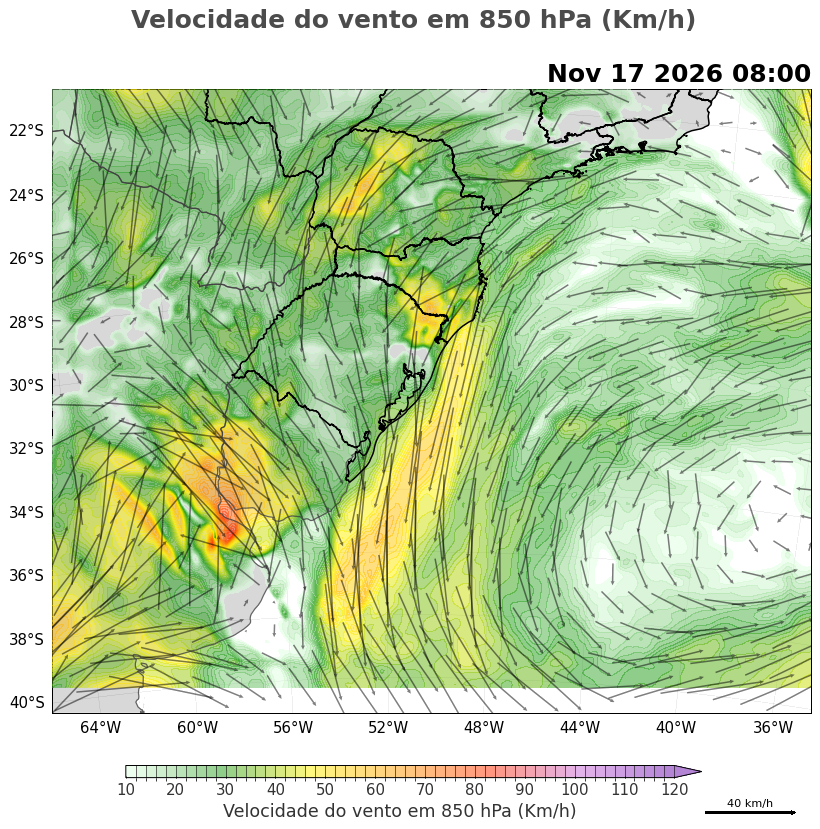 Velocidade do vento em 850 hPa (Km/h)
Nov 17 2026 08:00
22°S
24°S
26°S
28°S
30°S
32°S
34°S
36°S
38°S
40°S
64°W 60°W 56°W 52°W 48°W 44°W 40°W 36°W
10 20 30 40 50 60 70 80 90 100 110 120
Velocidade do vento em 850 hPa (Km/h)
40 km/h